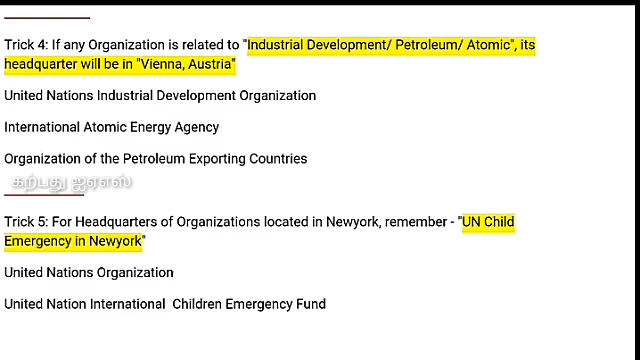 Trick 4: If any Organization is related to "Industrial Development/ Petroleum/ Atomic", its
headquarter will be in "Vienna, Austria"
United Nations Industrial Development Organization
International Atomic Energy Agency
Organization of the Petroleum Exporting Countries
கற்பது ஐஏஎஸ்
Trick 5: For Headquarters of Organizations located in Newyork, remember - "UN Child
Emergency in Newyork"
United Nations Organization
United Nation International Children Emergency Fund